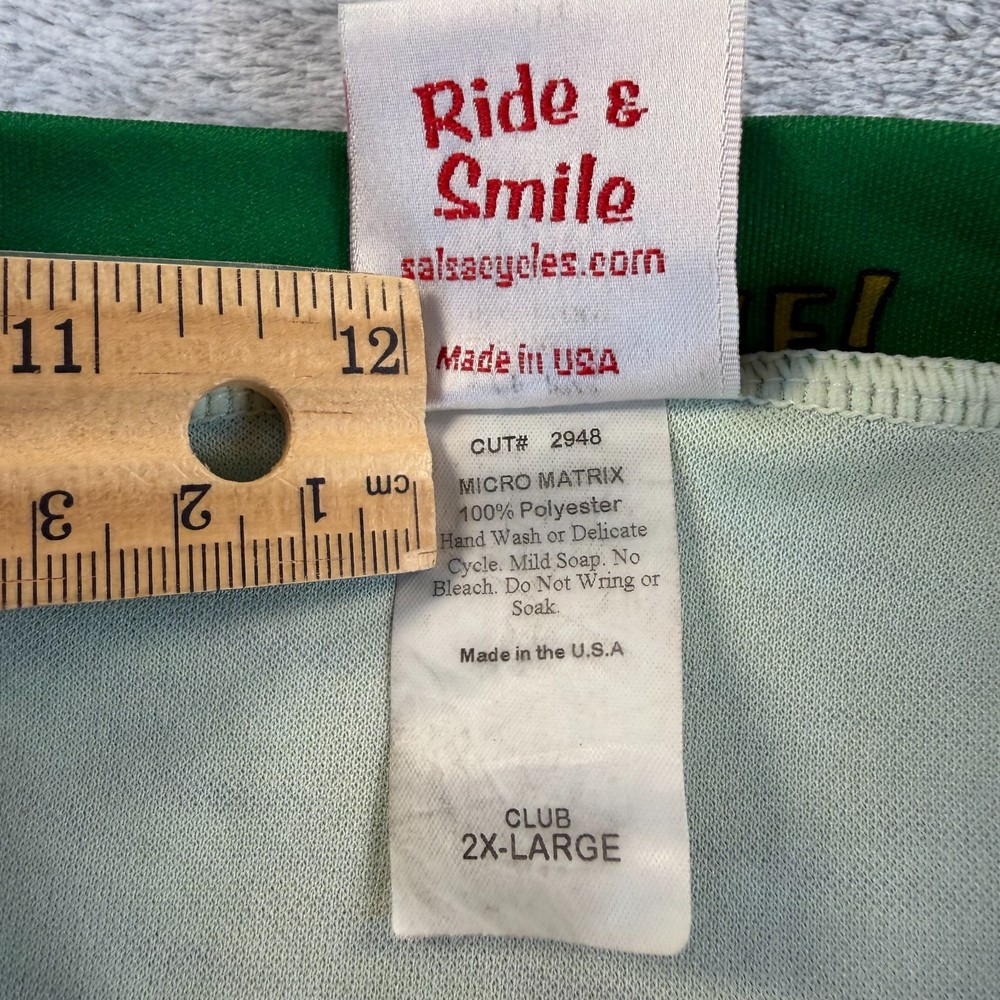 Ride &
Smile
salsacycles.com
Made in USA
E!
11
12
cm
1
2
3
CUT# 2948
MICRO MATRIX
100% Polyester
Hand Wash or Delicate
Cycle. Mild Soap. No
Bleach. Do Not Wring or
Soak.
Made in the U.S.A
CLUB
2X-LARGE